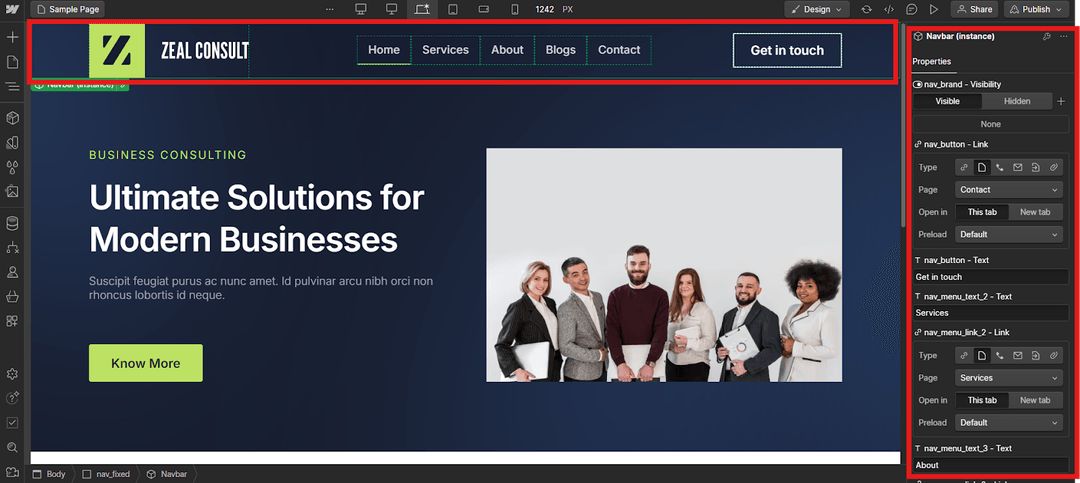 Sample Page
···
1242 PX
Design
Share
Publish
ZEAL CONSULT
Home
Services
About
Blogs
Contact
Get in touch
Navbar (instance)
BUSINESS CONSULTING
Ultimate Solutions for
Modern Businesses
Suscipit feugiat purus ac nunc amet. Id pulvinar arcu nibh orci non
rhoncus lobortis id neque.
Know More
Body
nav_fixed
Navbar
Navbar (instance)
···
Properties
nav_brand - Visibility
Visible
Hidden
None
nav_button - Link
Type
Page
Contact
Open in
This tab
New tab
Preload
Default
nav_button - Text
Get in touch
nav_menu_text_2 - Text
Services
nav_menu_link_2 - Link
Type
Page
Services
Open in
This tab
New tab
Preload
Default
nav_menu_text_3 - Text
About